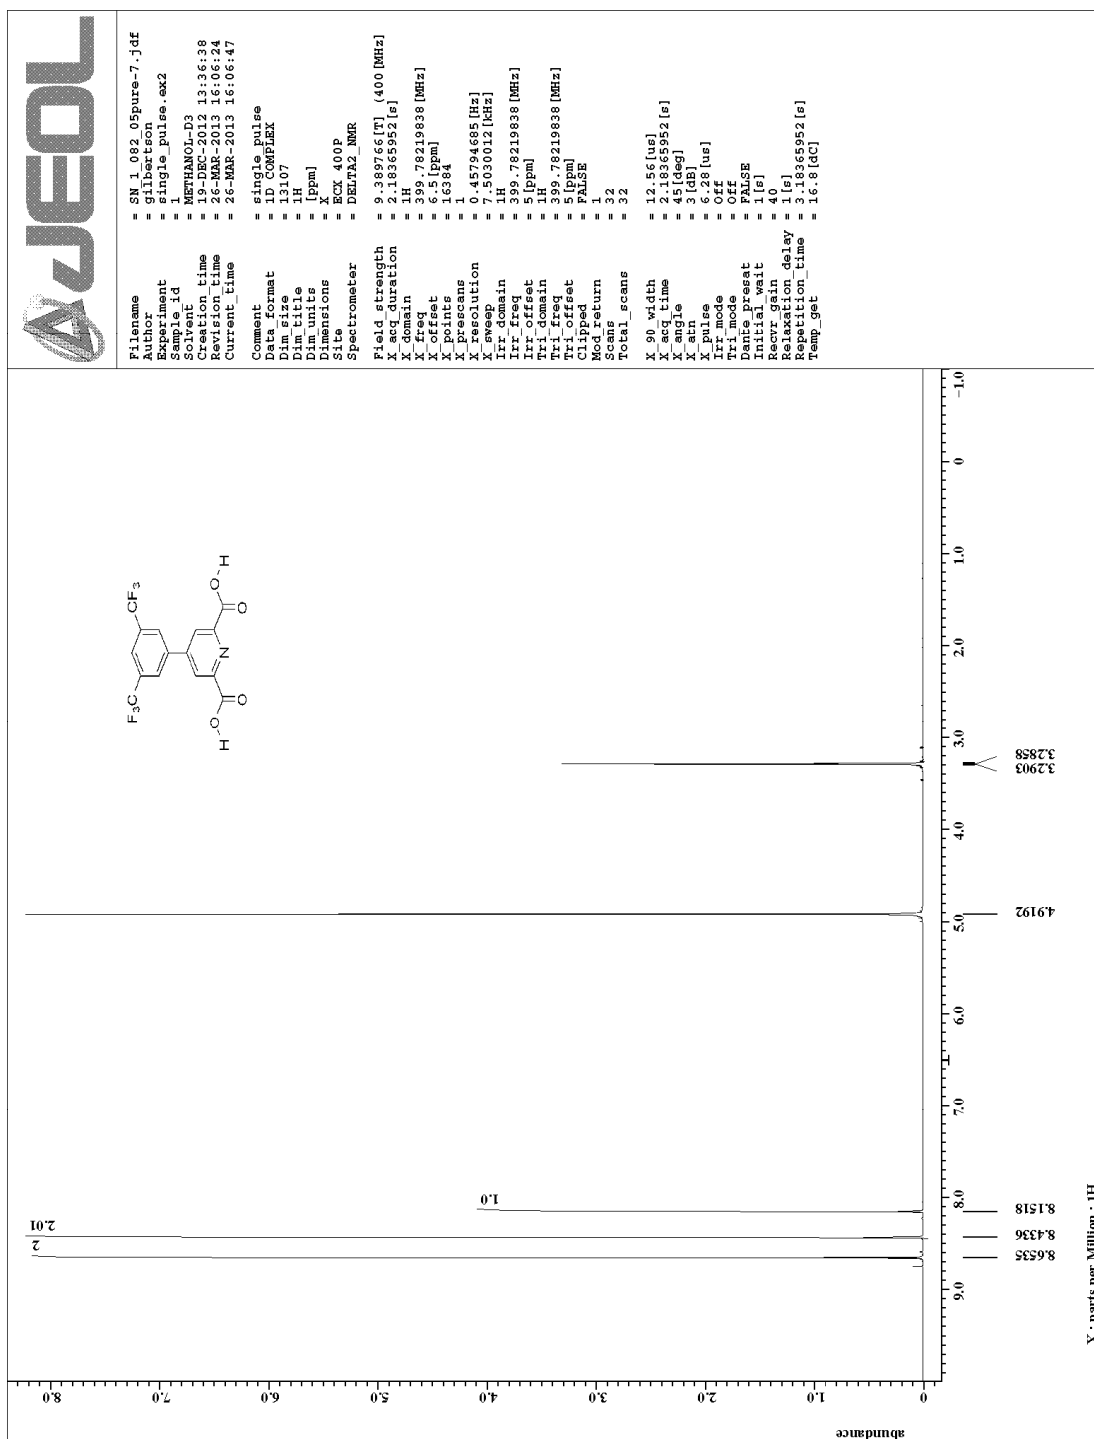 JEOL
Filename = SN_1_082_05pure-7.jdf
Author = gilbertson
Experiment = single_pulse.ex2
Sample_id = 1
Solvent = METHANOL-D3
Creation_time = 19-DEC-2012 13:36:38
Revision_time = 26-MAR-2013 16:06:24
Current_time = 26-MAR-2013 16:06:47
Comment = single_pulse
Data_format = 1D COMPLEX
Dim_size = 13107
Dim_title = 1H
Dim_units = [ppm]
Dimensions = X
Site = ECX 400P
Spectrometer = DELTA2_NMR
Field_strength = 9.389766[T] (400[MHz]
X_acq_duration = 2.18365952[s]
X_domain = 1H
X_freq = 399.78219838[MHz]
X_offset = 6.5[ppm]
X_points = 16384
X_prescans = 1
X_resolution = 0.45794685[Hz]
X_sweep = 7.5030012[kHz]
Irr_domain = 1H
Irr_freq = 399.78219838[MHz]
Irr_offset = 5[ppm]
Tri_domain = 1H
Tri_freq = 399.78219838[MHz]
Tri_offset = 5[ppm]
Clipped = FALSE
Mod_return = 1
Scans = 32
Total_scans = 32
X_90_width = 12.56[us]
X_acq_time = 2.18365952[s]
X_angle = 45[deg]
X_atn = 3[dB]
X_pulse = 6.28[us]
Irr_mode = Off
Tri_mode = Off
Dante_presat = FALSE
Initial_wait = 1[s]
Recvr_gain = 40
Relaxation_delay = 1[s]
Repetition_time = 3.18365952[s]
Temp_get = 16.8[dC]
F3C CF3
N
O O O O
H H
2 2.01 1.0
abundance
0 1.0 2.0 3.0 4.0 5.0 6.0 7.0 8.0
9.0 8.0 7.0 6.0 5.0 4.0 3.0 2.0 1.0 0 -1.0
8.6535 8.4336 8.1518 4.9192 3.2903 3.2858
X : parts per Million : 1H